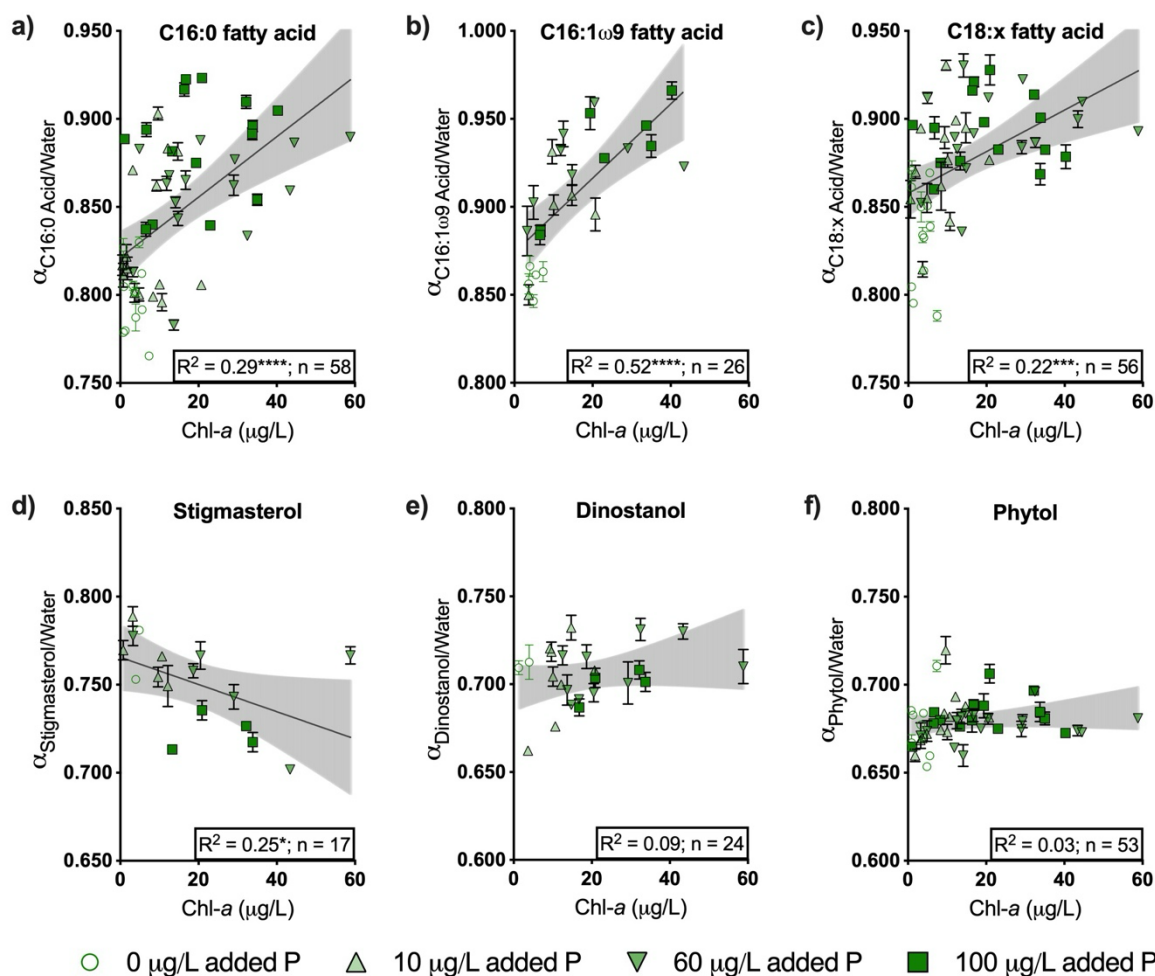 a) C16:0 fatty acid
0.950
0.900
0.850
0.800
0.750
α C16:0 Acid/Water
R² = 0.29****; n = 58
0 20 40 60
Chl-a (μg/L)
b) C16:1ω9 fatty acid
1.000
0.950
0.900
0.850
0.800
α C16:1ω9 Acid/Water
R² = 0.52****; n = 26
0 20 40 60
Chl-a (μg/L)
c) C18:x fatty acid
0.950
0.900
0.850
0.800
0.750
α C18:x Acid/Water
R² = 0.22***; n = 56
0 20 40 60
Chl-a (μg/L)
d) Stigmasterol
0.850
0.800
0.750
0.700
0.650
α Stigmasterol/Water
R² = 0.25*; n = 17
0 20 40 60
Chl-a (μg/L)
e) Dinostanol
0.800
0.750
0.700
0.650
0.600
α Dinostanol/Water
R² = 0.09; n = 24
0 20 40 60
Chl-a (μg/L)
f) Phytol
0.800
0.750
0.700
0.650
0.600
α Phytol/Water
R² = 0.03; n = 53
0 20 40 60
Chl-a (μg/L)
0 μg/L added P 10 μg/L added P 60 μg/L added P 100 μg/L added P